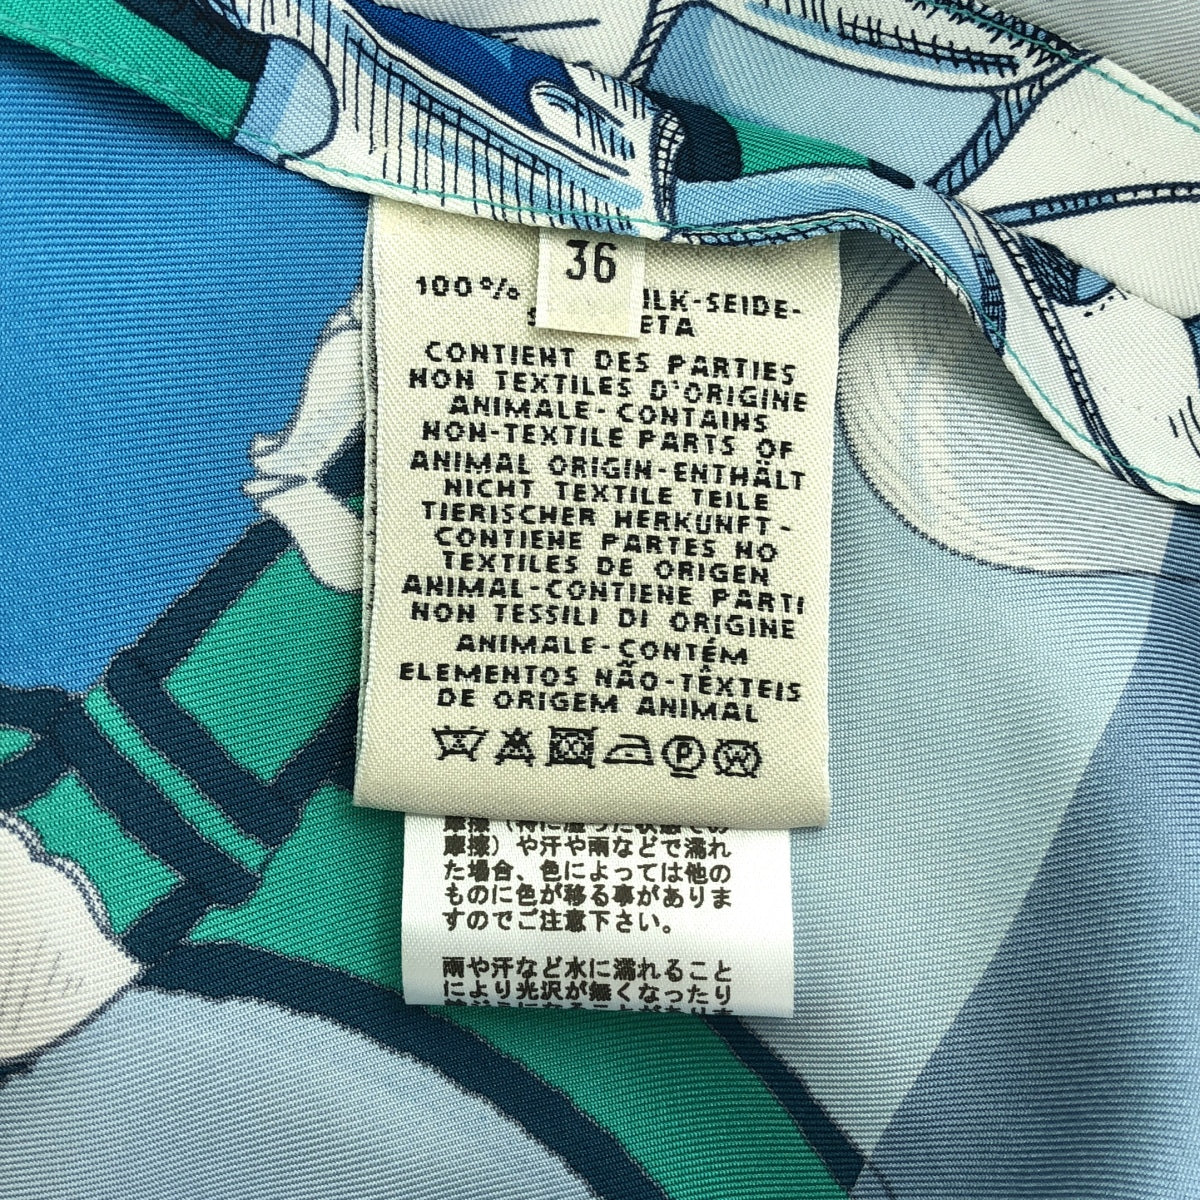 36
100%
ILK-SEIDE-
ETA
CONTIENT DES PARTIES
NON TEXTILES D'ORIGINE
ANIMALE-CONTAINS
NON-TEXTILE PARTS OF
ANIMAL ORIGIN-ENTHÄLT
NICHT TEXTILE TEILE
TIERISCHER HERKUNFT-
CONTIENE PARTES NO
TEXTILES DE ORIGEN
ANIMAL-CONTIENE PARTI
NON TESSILI DI ORIGINE
ANIMALE-CONTÉM
ELEMENTOS NÃO-TÊXTEIS
DE ORIGEM ANIMAL
P
摩擦）や汗や雨などで濡れ
た場合、色によっては他の
ものに色が移る事がありま
すのでご注意下さい。
雨や汗など水に濡れること
により光沢が無くなったり